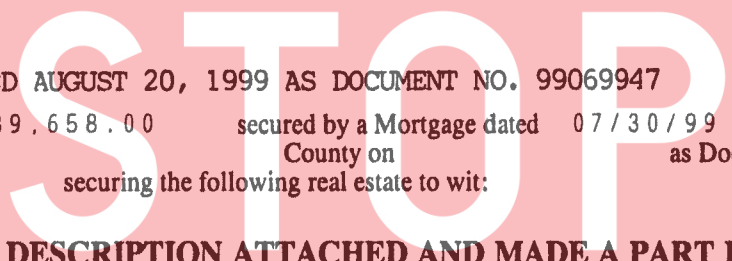 STOP
D AUGUST 20, 1999 AS DOCUMENT NO. 99069947
9,658.00 secured by a Mortgage dated 07/30/99
County on as Do
securing the following real estate to wit:
DESCRIPTION ATTACHED AND MADE A PART